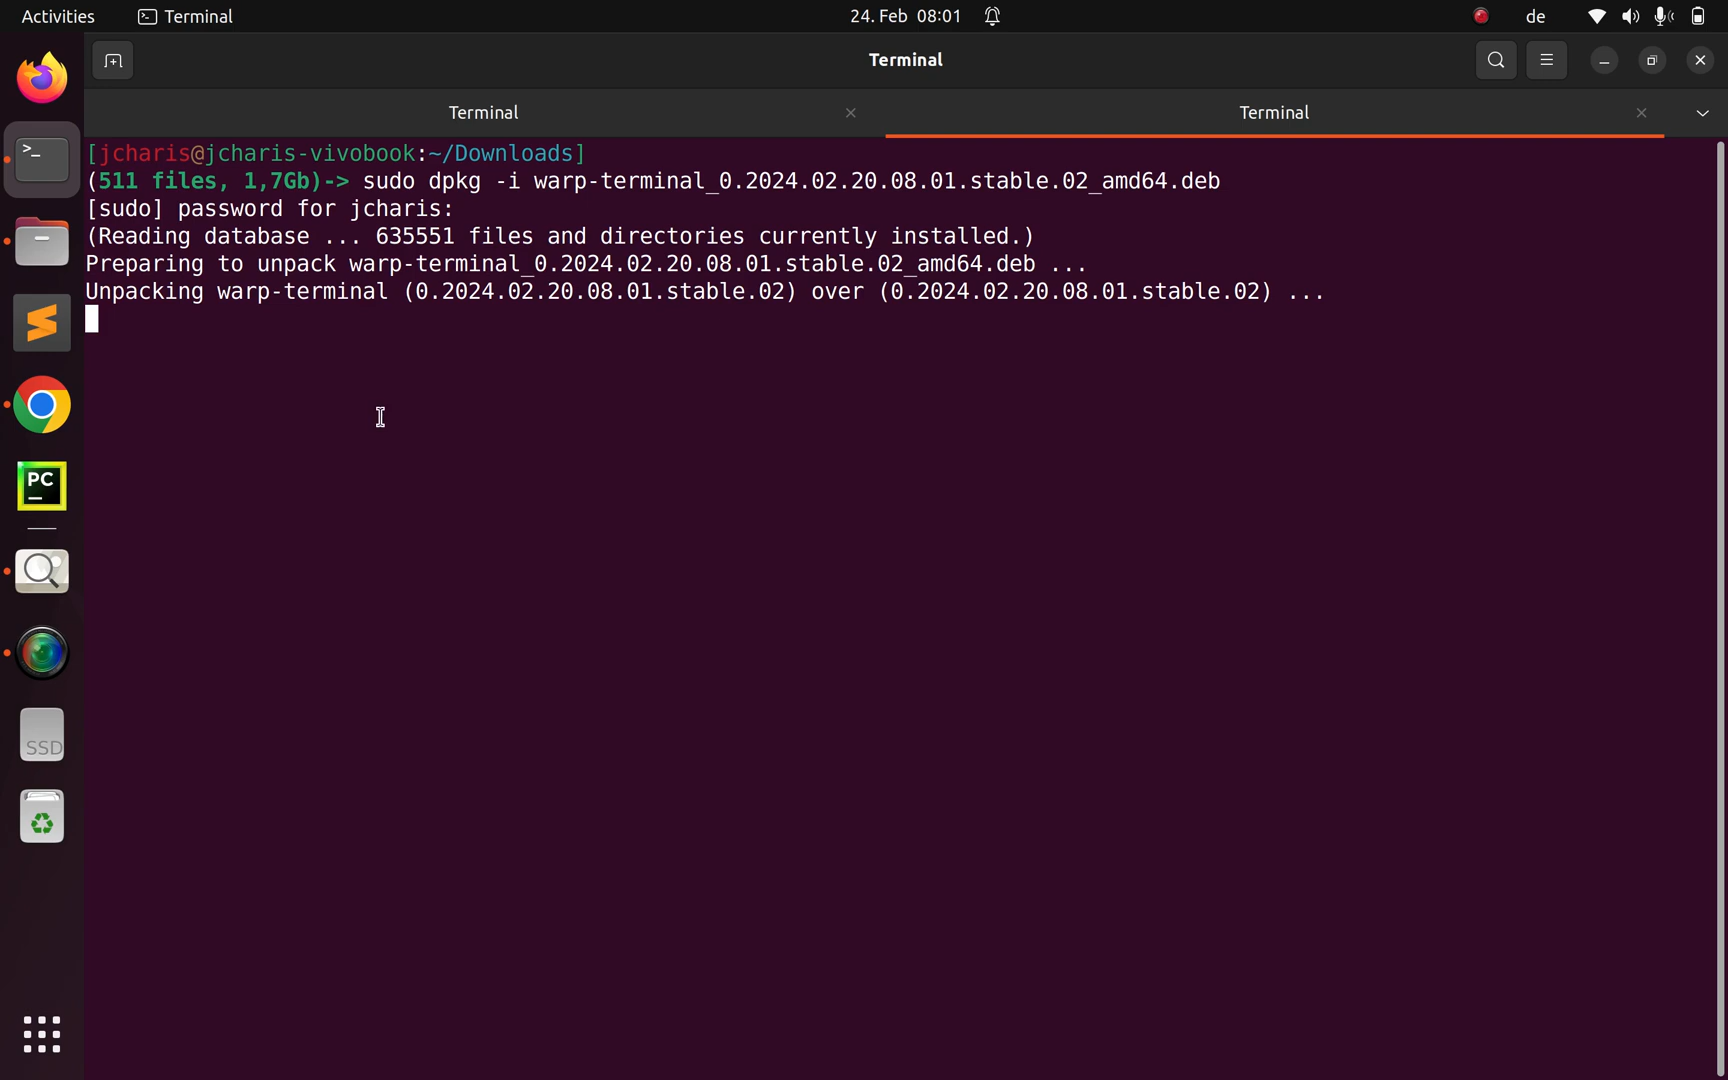 Activities Terminal 24. Feb 08:01 de
Terminal
Terminal Terminal
[jcharis@jcharis-vivobook:~/Downloads]
(511 files, 1,7Gb)-> sudo dpkg -i warp-terminal_0.2024.02.20.08.01.stable.02_amd64.deb
[sudo] password for jcharis:
(Reading database ... 635551 files and directories currently installed.)
Preparing to unpack warp-terminal_0.2024.02.20.08.01.stable.02_amd64.deb ...
Unpacking warp-terminal (0.2024.02.20.08.01.stable.02) over (0.2024.02.20.08.01.stable.02) ...
PC
SSD